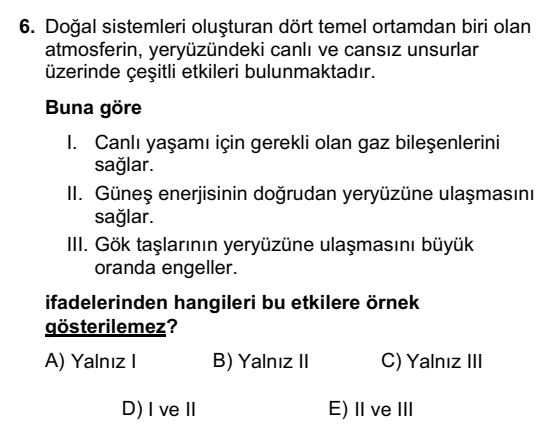 6. Doğal sistemleri oluşturan dört temel ortamdan biri olan
atmosferin, yeryüzündeki canlı ve cansız unsurlar
üzerinde çeşitli etkileri bulunmaktadır.
Buna göre
I. Canlı yaşamı için gerekli olan gaz bileşenlerini
sağlar.
II. Güneş enerjisinin doğrudan yeryüzüne ulaşmasını
sağlar.
III. Gök taşlarının yeryüzüne ulaşmasını büyük
oranda engeller.
ifadelerinden hangileri bu etkilere örnek
gösterilemez?
A) Yalnız I B) Yalnız II C) Yalnız III
D) I ve II E) II ve III